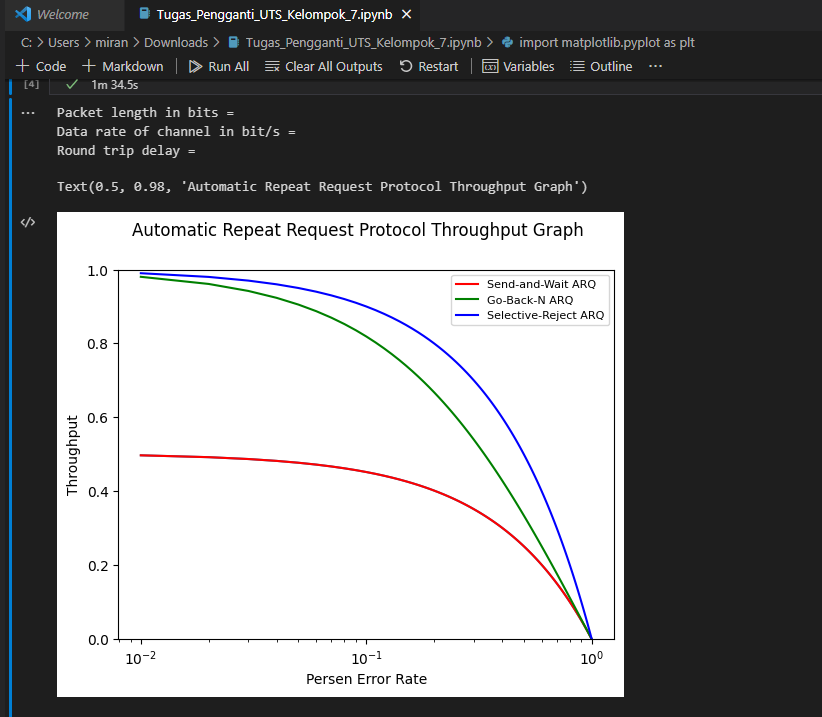 Welcome
Tugas_Pengganti_UTS_Kelompok_7.ipynb
C: > Users > miran > Downloads > Tugas_Pengganti_UTS_Kelompok_7.ipynb > import matplotlib.pyplot as plt
Code Markdown Run All Clear All Outputs Restart Variables Outline ...
[4] 1m 34.5s
Packet length in bits =
Data rate of channel in bit/s =
Round trip delay =
Text(0.5, 0.98, 'Automatic Repeat Request Protocol Throughput Graph')
Automatic Repeat Request Protocol Throughput Graph
1.0
0.8
0.6
0.4
0.2
0.0
Throughput
Send-and-Wait ARQ
Go-Back-N ARQ
Selective-Reject ARQ
10⁻² 10⁻¹ 10⁰
Persen Error Rate